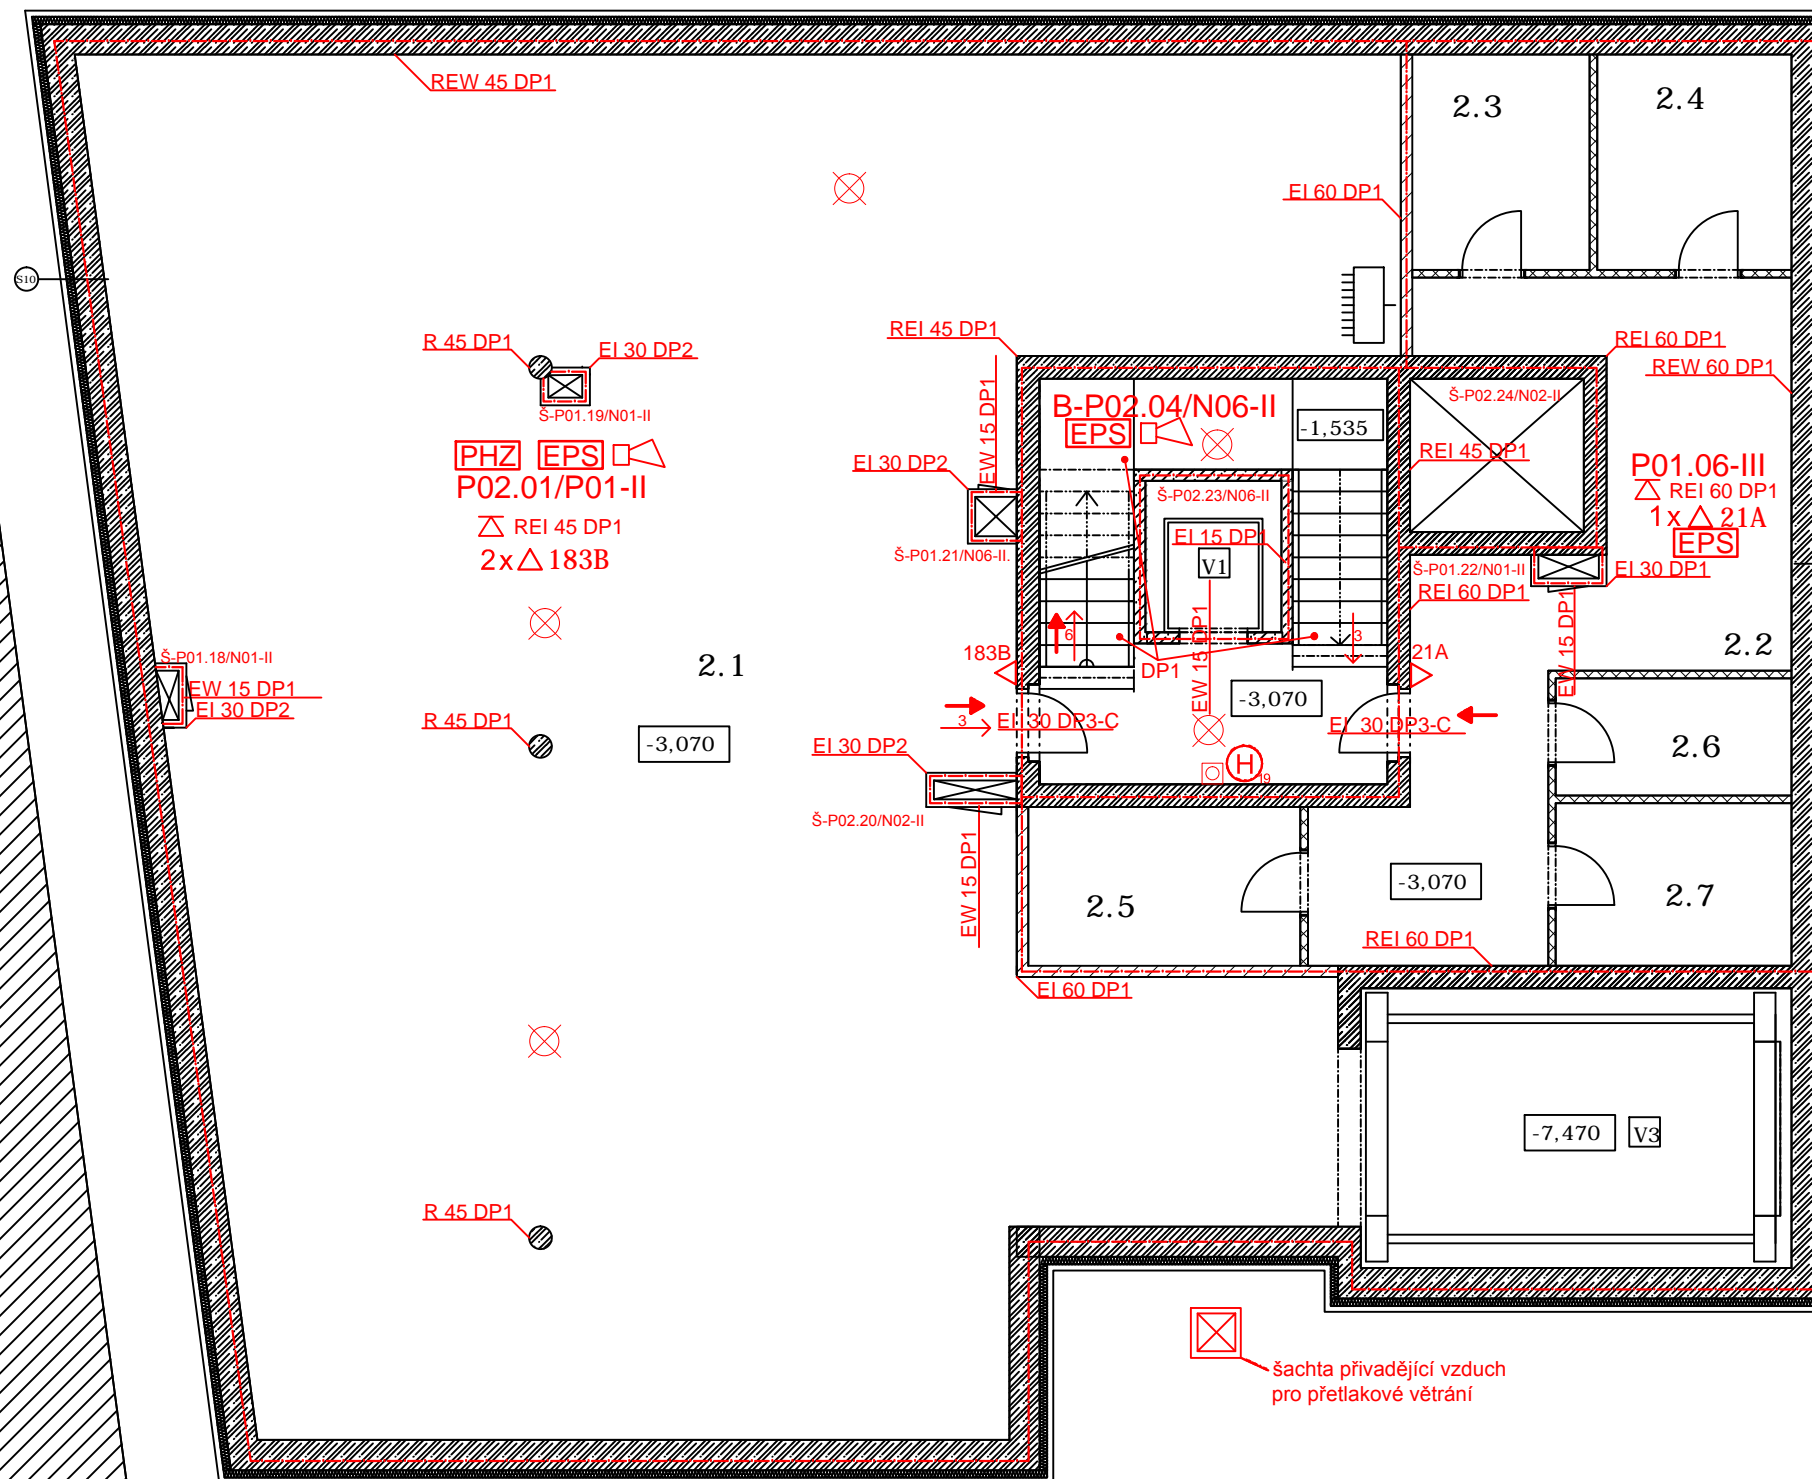 REW 45 DP1
2.3
2.4
EI 60 DP1
S10
R 45 DP1
EI 30 DP2
Š-P01.19/N01-II
REI 45 DP1
REI 60 DP1
REW 60 DP1
EW 15 DP1
B-P02.04/N06-II
EPS
-1,535
Š-P02.24/N02-II
REI 45 DP1
PHZ EPS
P02.01/P01-II
REI 45 DP1
2x 183B
EI 30 DP2
Š-P01.21/N06-II.
Š-P02.23/N06-II
EI 15 DP1
V1
P01.06-III
REI 60 DP1
1x 21A
EPS
Š-P01.22/N01-II
EI 30 DP1
REI 60 DP1
EW 15 DP1
EW 15 DP1
6
3
DP1
183B
21A
2.2
Š-P01.18/N01-II
EW 15 DP1
EI 30 DP2
2.1
R 45 DP1
-3,070
3
EI 30 DP3-C
-3,070
EI 30 DP3-C
2.6
EI 30 DP2
H
19
Š-P02.20/N02-II
EW 15 DP1
2.5
-3,070
2.7
REI 60 DP1
EI 60 DP1
-7,470
V3
R 45 DP1
šachta přivadějící vzduch
pro přetlakové větrání